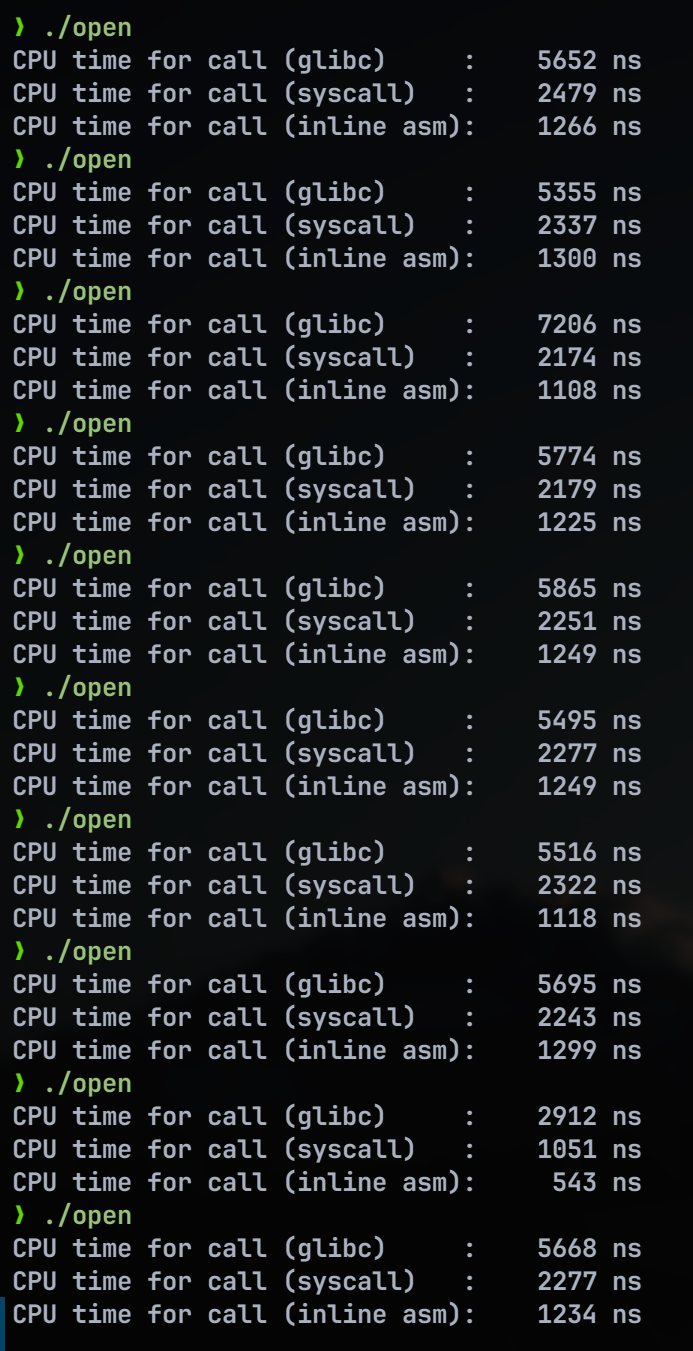 ❯ ./open
CPU time for call (glibc)     :    5652 ns
CPU time for call (syscall)   :    2479 ns
CPU time for call (inline asm):    1266 ns
❯ ./open
CPU time for call (glibc)     :    5355 ns
CPU time for call (syscall)   :    2337 ns
CPU time for call (inline asm):    1300 ns
❯ ./open
CPU time for call (glibc)     :    7206 ns
CPU time for call (syscall)   :    2174 ns
CPU time for call (inline asm):    1108 ns
❯ ./open
CPU time for call (glibc)     :    5774 ns
CPU time for call (syscall)   :    2179 ns
CPU time for call (inline asm):    1225 ns
❯ ./open
CPU time for call (glibc)     :    5865 ns
CPU time for call (syscall)   :    2251 ns
CPU time for call (inline asm):    1249 ns
❯ ./open
CPU time for call (glibc)     :    5495 ns
CPU time for call (syscall)   :    2277 ns
CPU time for call (inline asm):    1249 ns
❯ ./open
CPU time for call (glibc)     :    5516 ns
CPU time for call (syscall)   :    2322 ns
CPU time for call (inline asm):    1118 ns
❯ ./open
CPU time for call (glibc)     :    5695 ns
CPU time for call (syscall)   :    2243 ns
CPU time for call (inline asm):    1299 ns
❯ ./open
CPU time for call (glibc)     :    2912 ns
CPU time for call (syscall)   :    1051 ns
CPU time for call (inline asm):     543 ns
❯ ./open
CPU time for call (glibc)     :    5668 ns
CPU time for call (syscall)   :    2277 ns
CPU time for call (inline asm):    1234 ns